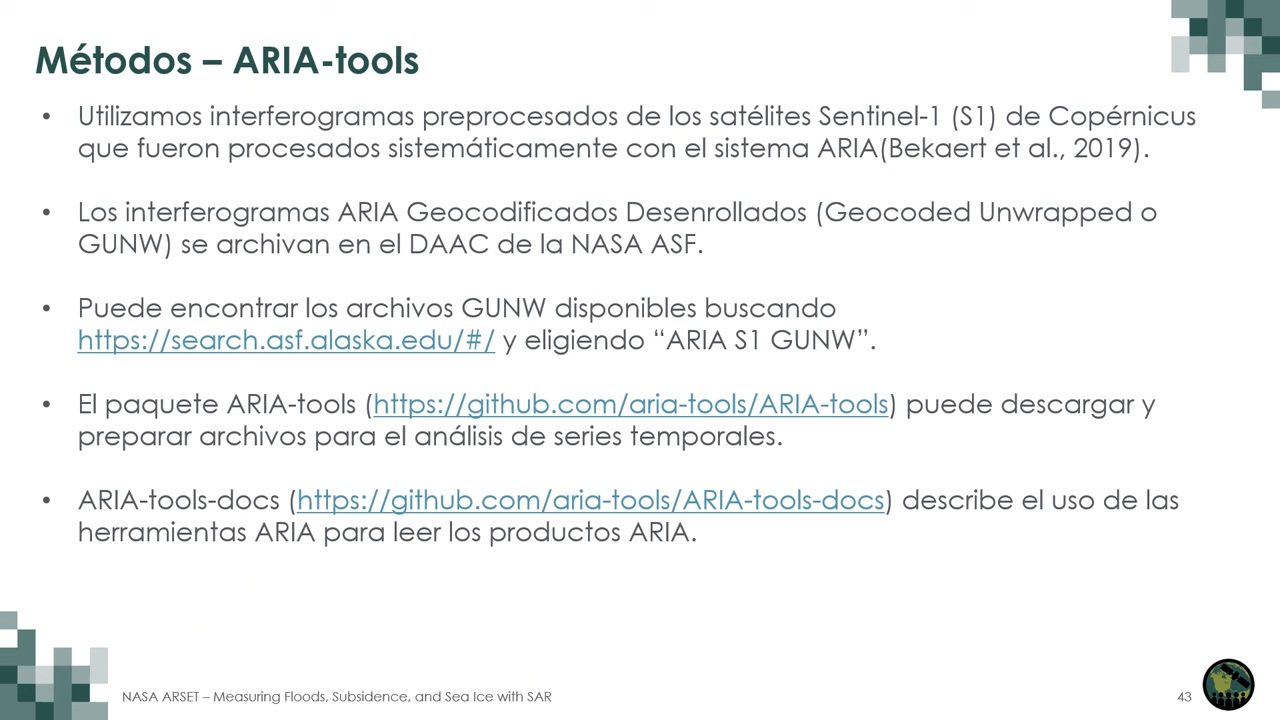 Métodos – ARIA-tools
• Utilizamos interferogramas preprocesados de los satélites Sentinel-1 (S1) de Copérnicus
que fueron procesados sistemáticamente con el sistema ARIA(Bekaert et al., 2019).
• Los interferogramas ARIA Geocodificados Desenrollados (Geocoded Unwrapped o
GUNW) se archivan en el DAAC de la NASA ASF.
• Puede encontrar los archivos GUNW disponibles buscando
https://search.asf.alaska.edu/#/ y eligiendo “ARIA S1 GUNW”.
• El paquete ARIA-tools (https://github.com/aria-tools/ARIA-tools) puede descargar y
preparar archivos para el análisis de series temporales.
• ARIA-tools-docs (https://github.com/aria-tools/ARIA-tools-docs) describe el uso de las
herramientas ARIA para leer los productos ARIA.
NASA ARSET – Measuring Floods, Subsidence, and Sea Ice with SAR
43